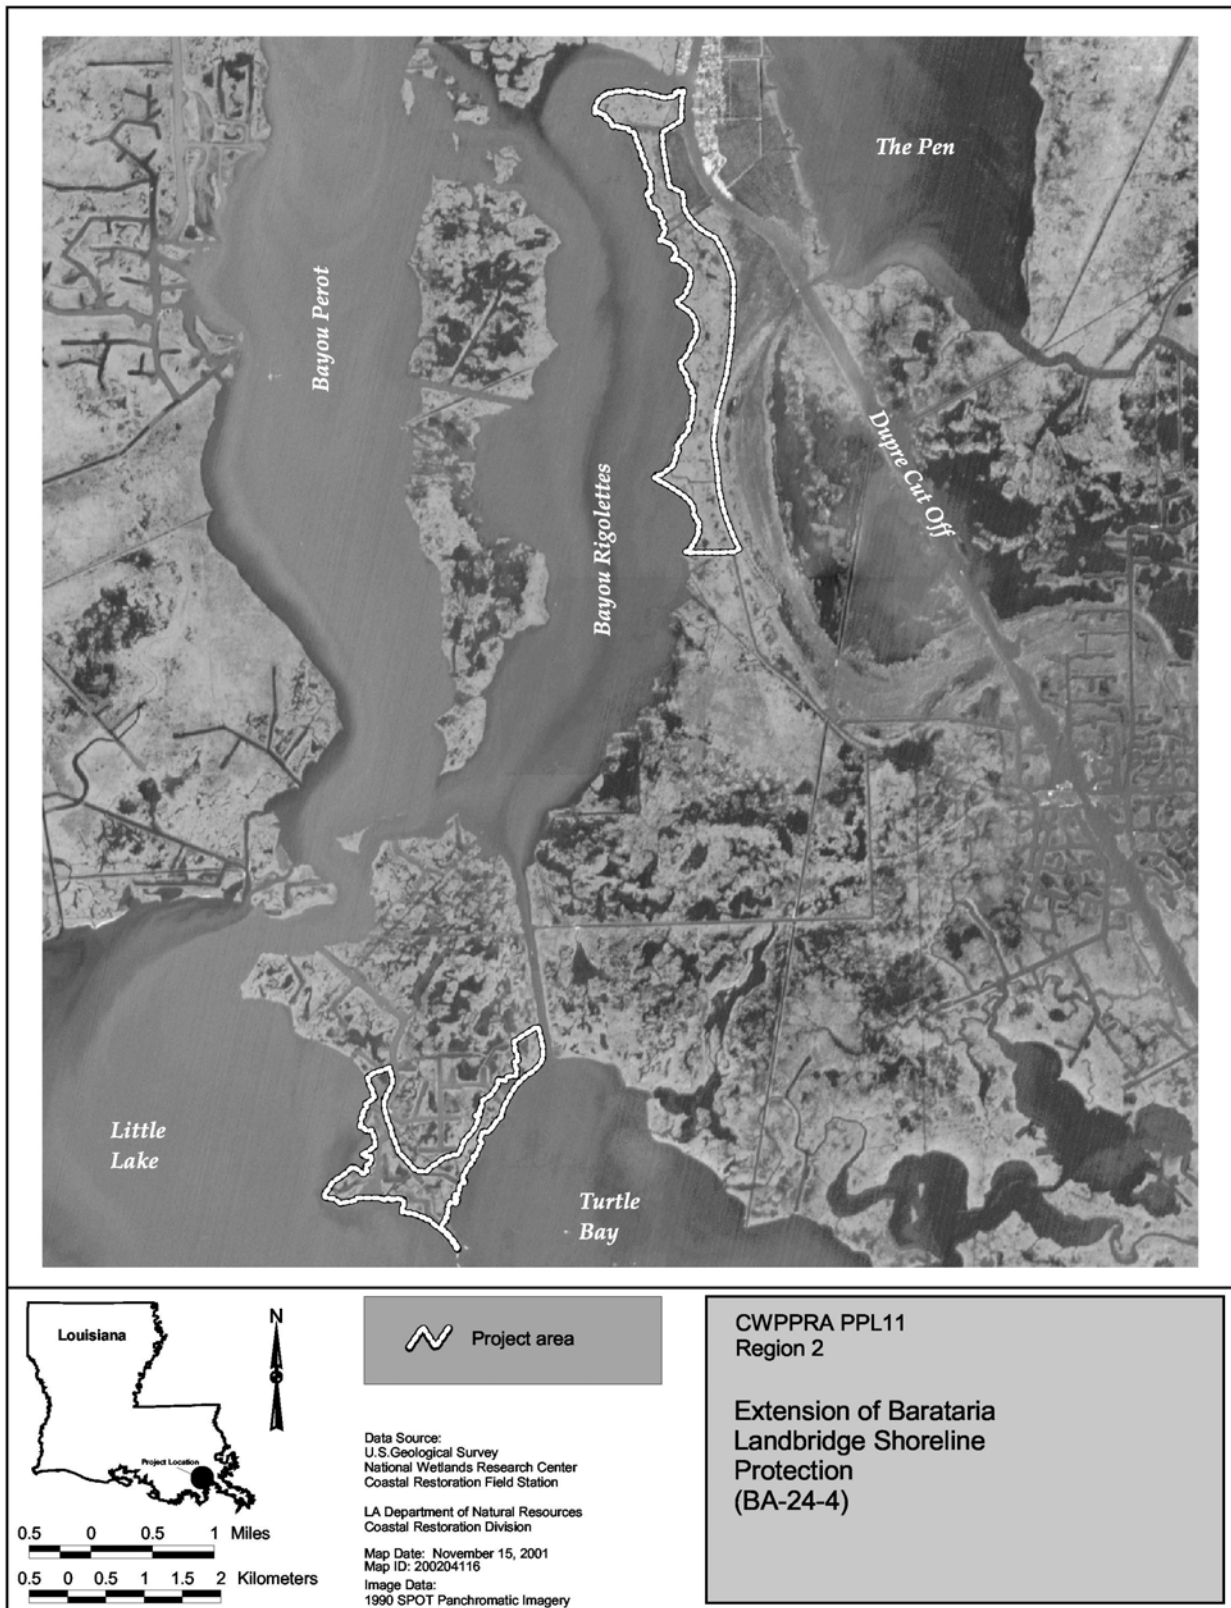 The Pen
Bayou Perot
Dupre Cut Off
Bayou Rigolettes
Little
Lake
Turtle
Bay
Louisiana
N
Project Location
0.5 0 0.5 1 Miles
0.5 0 0.5 1 1.5 2 Kilometers
Project area
Data Source:
U.S.Geological Survey
National Wetlands Research Center
Coastal Restoration Field Station
LA Department of Natural Resources
Coastal Restoration Division
Map Date: November 15, 2001
Map ID: 200204116
Image Data:
1990 SPOT Panchromatic Imagery
CWPPRA PPL11
Region 2
Extension of Barataria
Landbridge Shoreline
Protection
(BA-24-4)